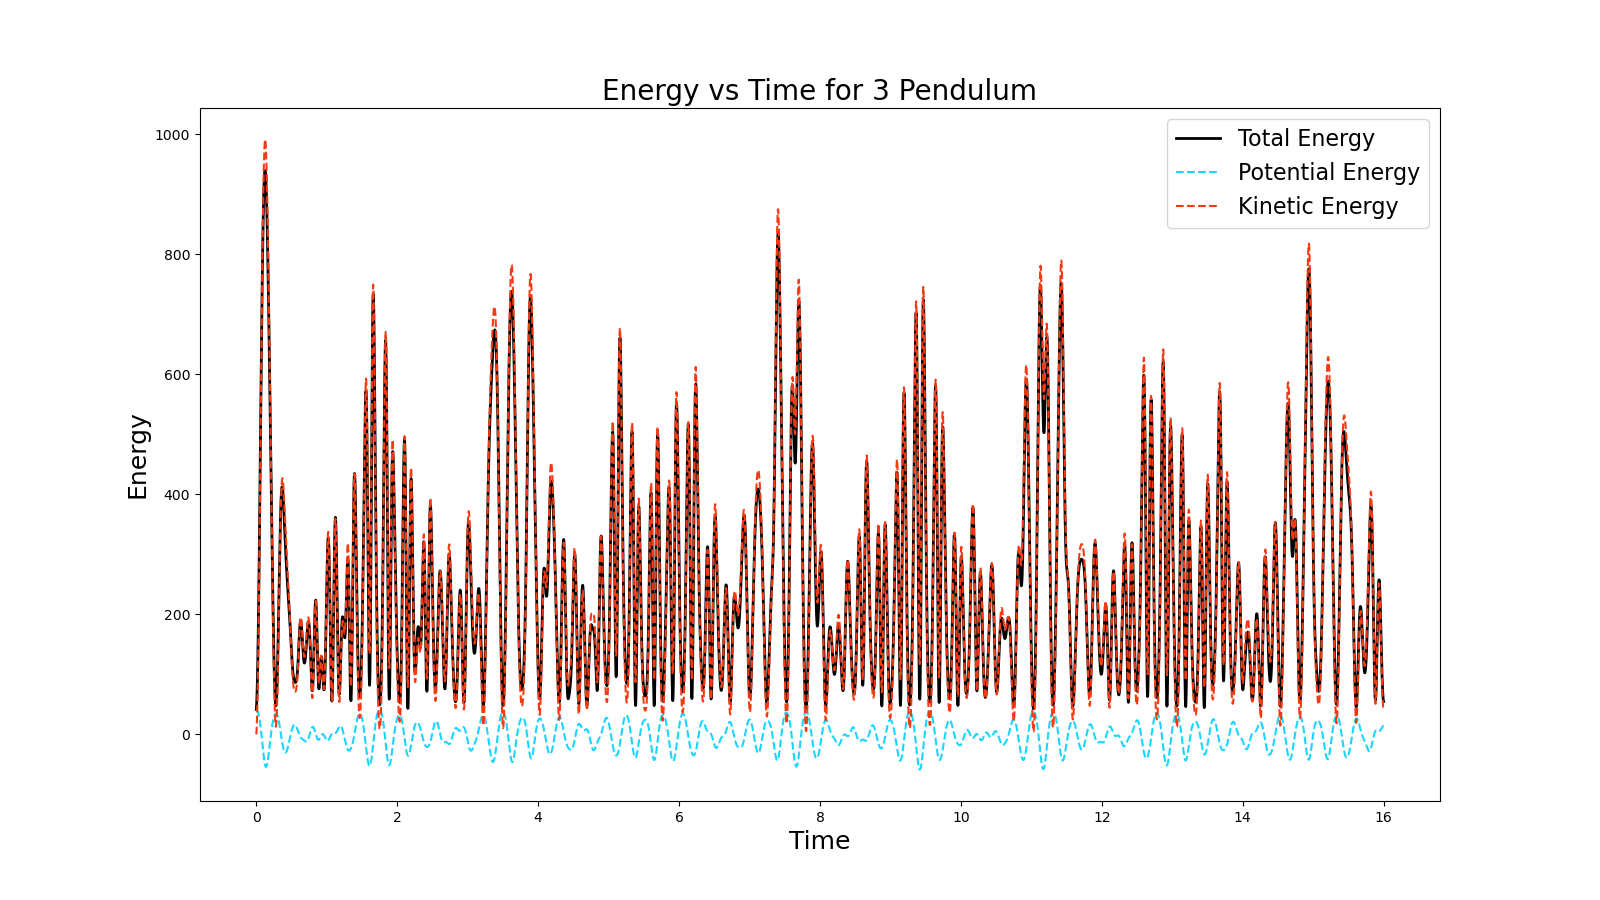 Energy vs Time for 3 Pendulum
Total Energy
Potential Energy
Kinetic Energy
Energy
1000
800
600
400
200
0
0 2 4 6 8 10 12 14 16
Time